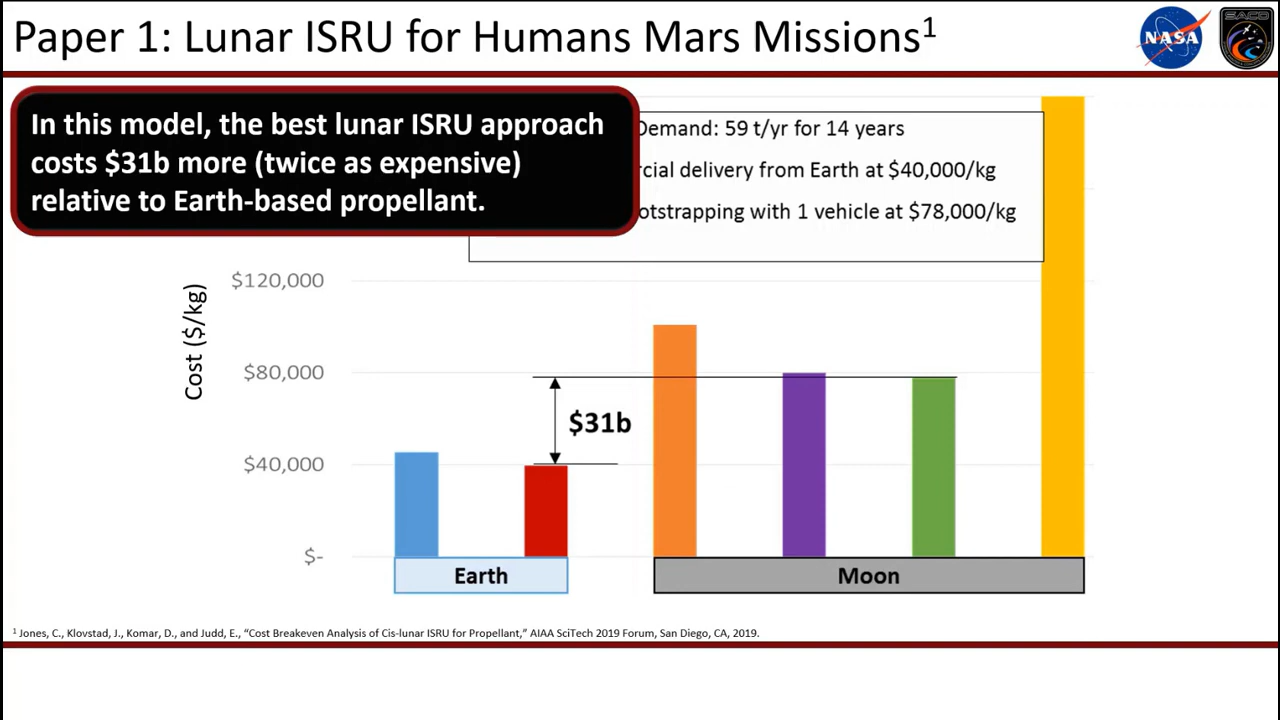 Paper 1: Lunar ISRU for Humans Mars Missions¹
NASA
SACD
In this model, the best lunar ISRU approach
costs $31b more (twice as expensive)
relative to Earth-based propellant.
Demand: 59 t/yr for 14 years
at $40,000/kg
delivery from Earth
with 1 vehicle at $78,000/kg
Cost ($/kg)
$120,000
$80,000
$40,000
$-
$31b
Earth
Moon
¹ Jones, C., Klovstad, J., Komar, D., and Judd, E., “Cost Breakeven Analysis of Cis-lunar ISRU for Propellant,” AIAA SciTech 2019 Forum, San Diego, CA, 2019.